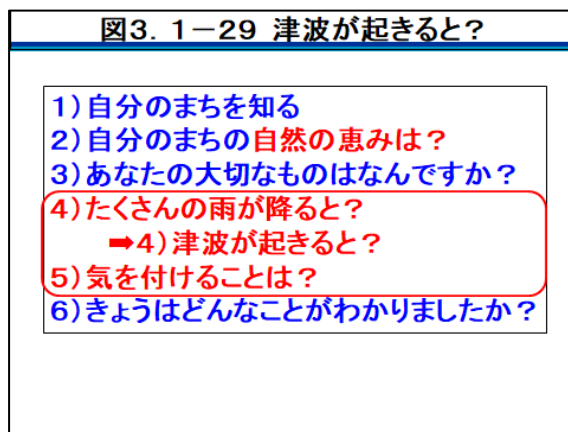 図3．1－29 津波が起きると？
1）自分のまちを知る
2）自分のまちの自然の恵みは？
3）あなたの大切なものはなんですか？
4）たくさんの雨が降ると？
➡4）津波が起きると？
5）気を付けることは？
6）きょうはどんなことがわかりましたか？